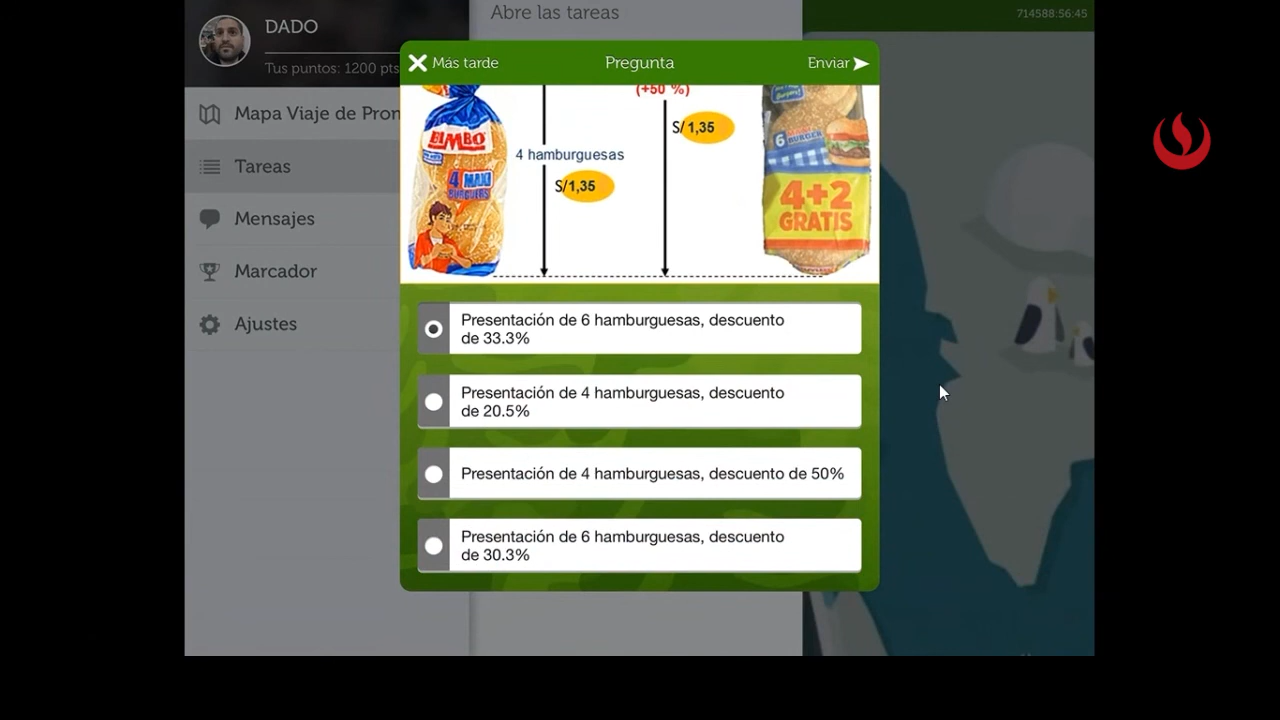 DADO
Tus puntos: 1200 pts
Mapa Viaje de Pron
Tareas
Mensajes
Marcador
Ajustes
Abre las tareas
714588:56:45
Más tarde
Pregunta
Enviar
(+50 %)
S/1,35
4 hamburguesas
S/1,35
BIMBO
4 MAXI
BURGUERS
6 BURGER
4+2
GRATIS
Presentación de 6 hamburguesas, descuento
de 33.3%
Presentación de 4 hamburguesas, descuento
de 20.5%
Presentación de 4 hamburguesas, descuento de 50%
Presentación de 6 hamburguesas, descuento
de 30.3%